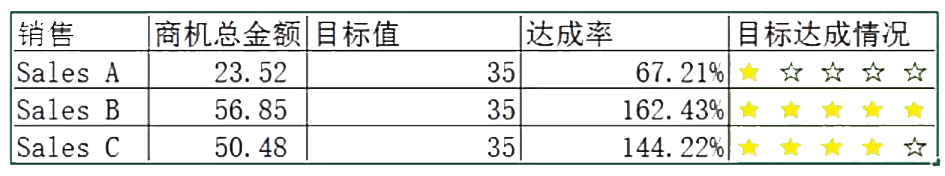 销售 商机总金额 目标值 达成率 目标达成情况
Sales A 23.52 35 67.21% ★ ☆ ☆ ☆ ☆
Sales B 56.85 35 162.43% ★ ★ ★ ★ ★
Sales C 50.48 35 144.22% ★ ★ ★ ★ ☆